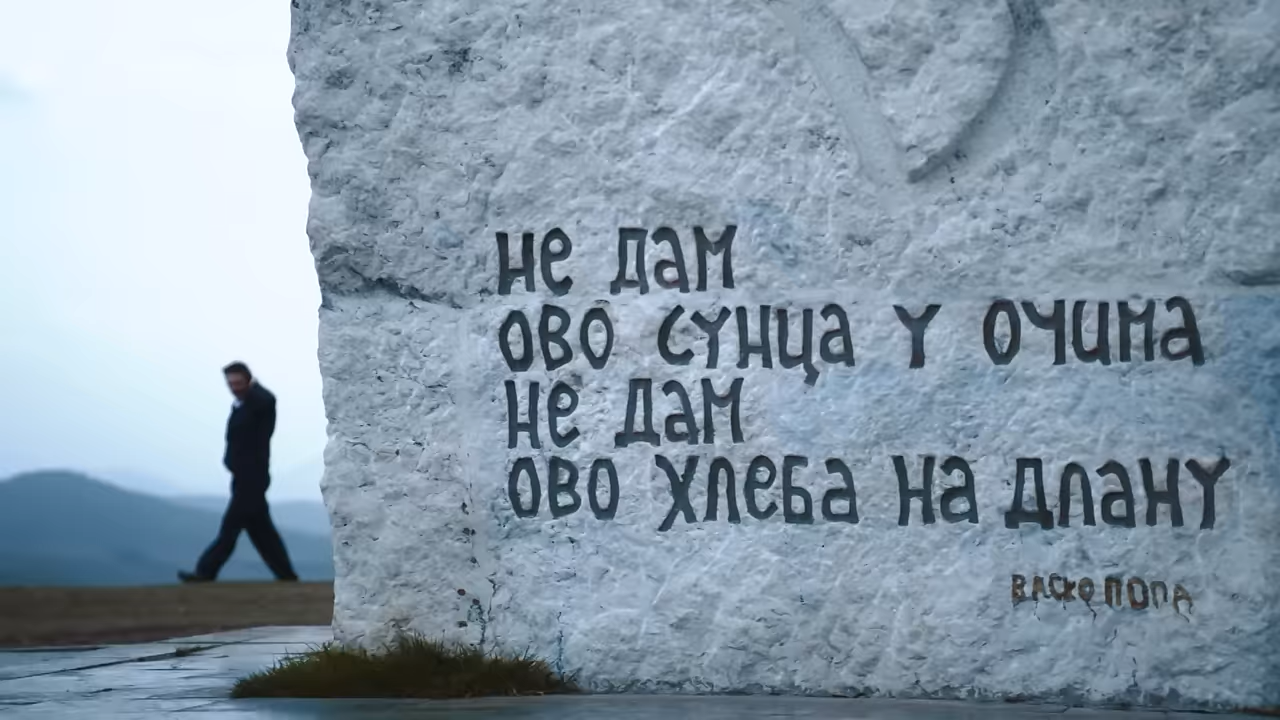 не дам
ово сунца у очима
не дам
ово хлеба на длану
ВАСКО ПОПА